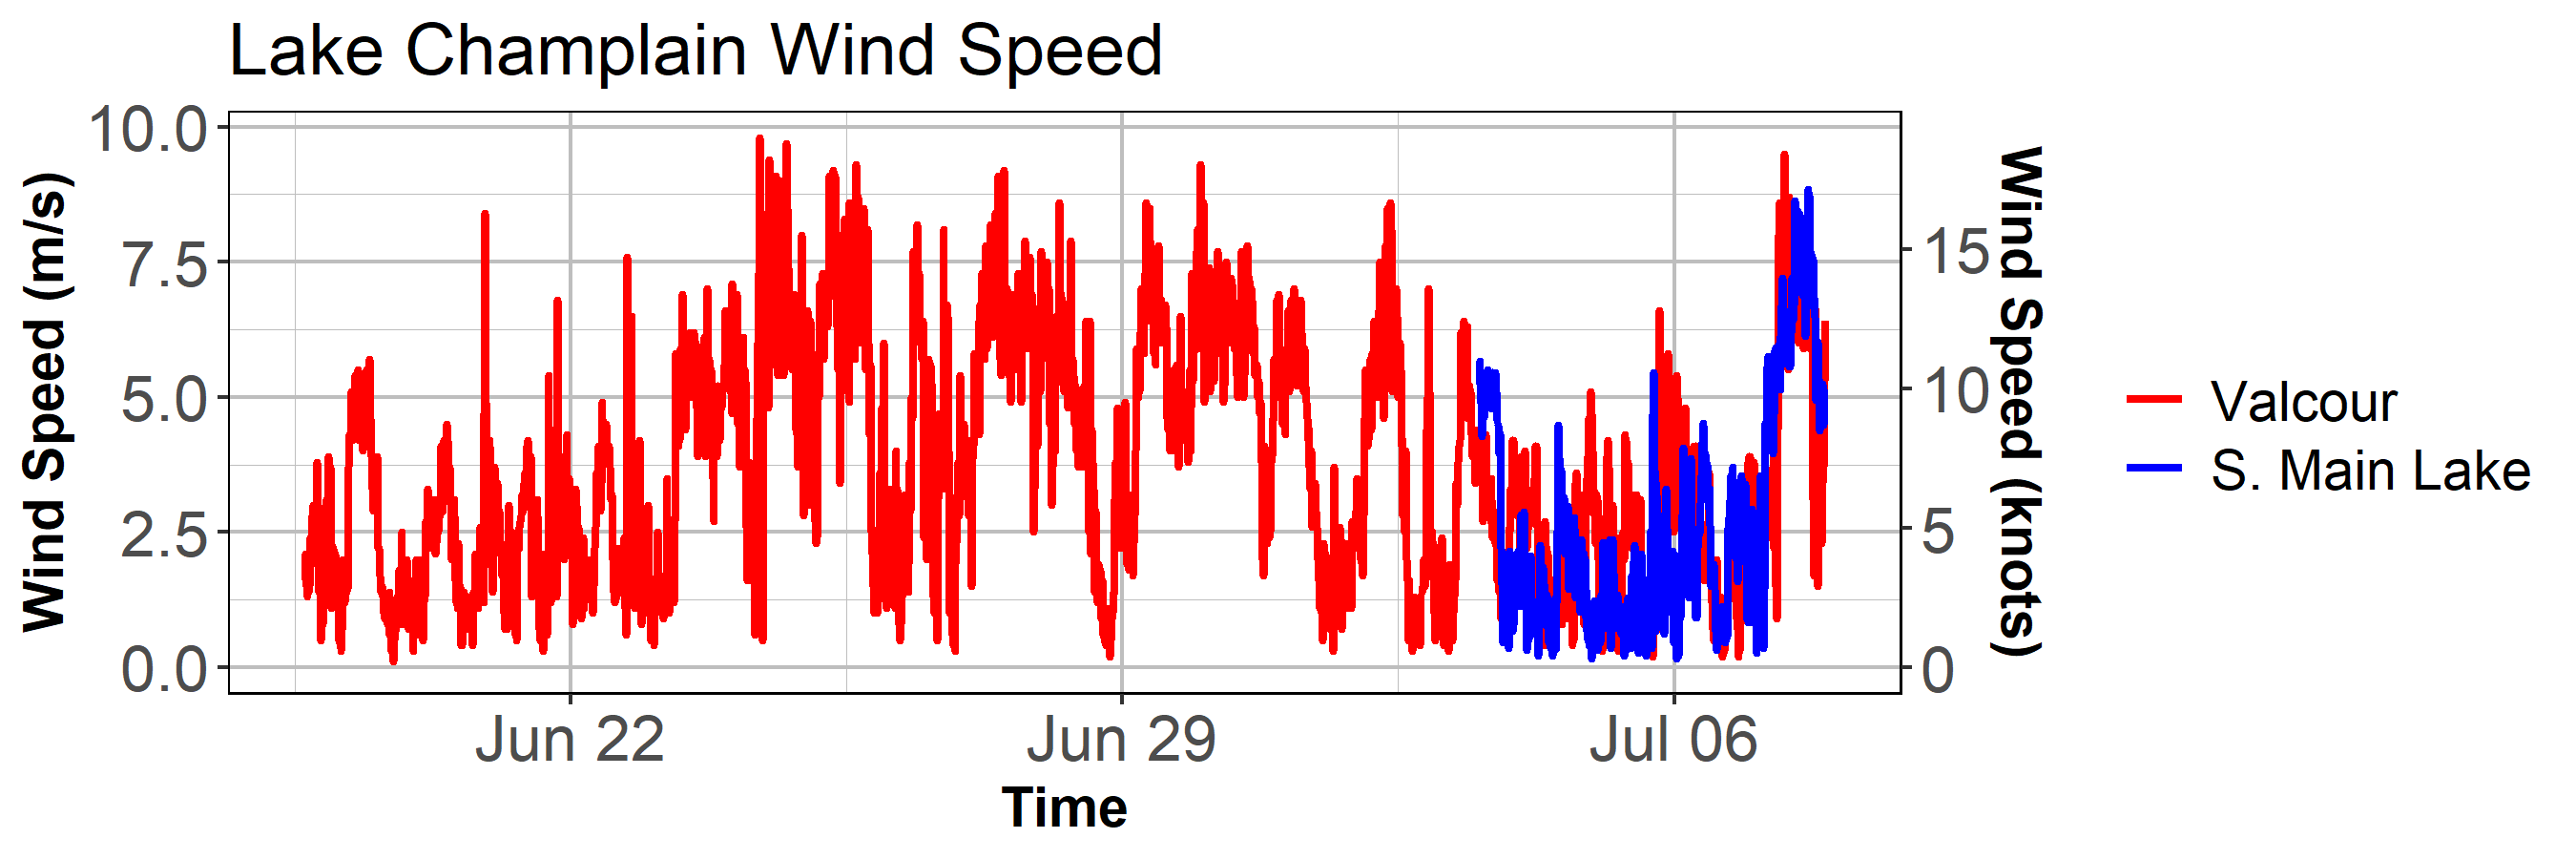 Lake Champlain Wind Speed
Wind Speed (m/s)
10.0
7.5
5.0
2.5
0.0
15
10
5
0
Wind Speed (knots)
Jun 22
Jun 29
Jul 06
Time
Valcour
S. Main Lake